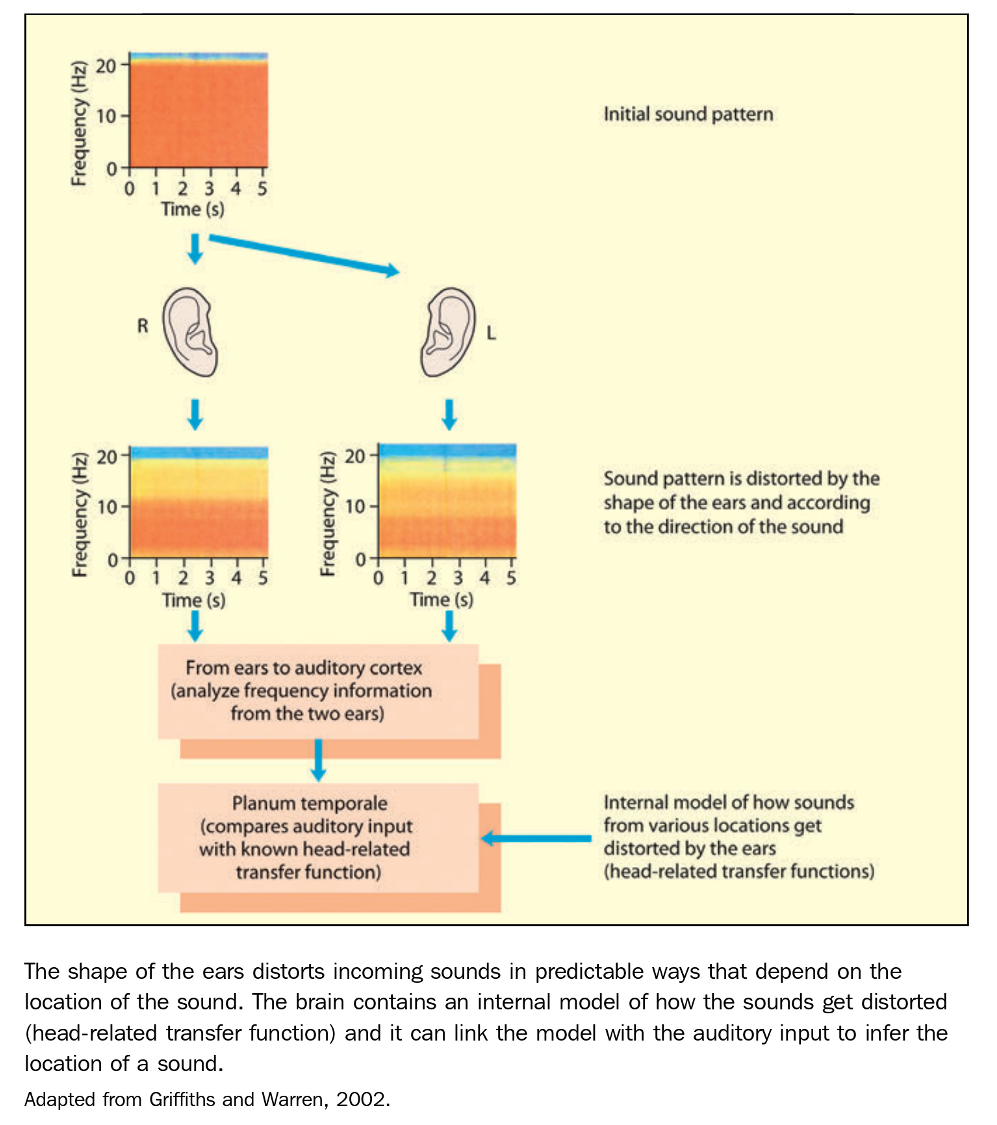 Frequency (Hz)
20
10
0
0 1 2 3 4 5
Time (s)
Initial sound pattern
R
L
Frequency (Hz)
20
10
0
0 1 2 3 4 5
Time (s)
Frequency (Hz)
20
10
0
0 1 2 3 4 5
Time (s)
Sound pattern is distorted by the
shape of the ears and according
to the direction of the sound
From ears to auditory cortex
(analyze frequency information
from the two ears)
Planum temporale
(compares auditory input
with known head-related
transfer function)
Internal model of how sounds
from various locations get
distorted by the ears
(head-related transfer functions)
The shape of the ears distorts incoming sounds in predictable ways that depend on the
location of the sound. The brain contains an internal model of how the sounds get distorted
(head-related transfer function) and it can link the model with the auditory input to infer the
location of a sound.
Adapted from Griffiths and Warren, 2002.